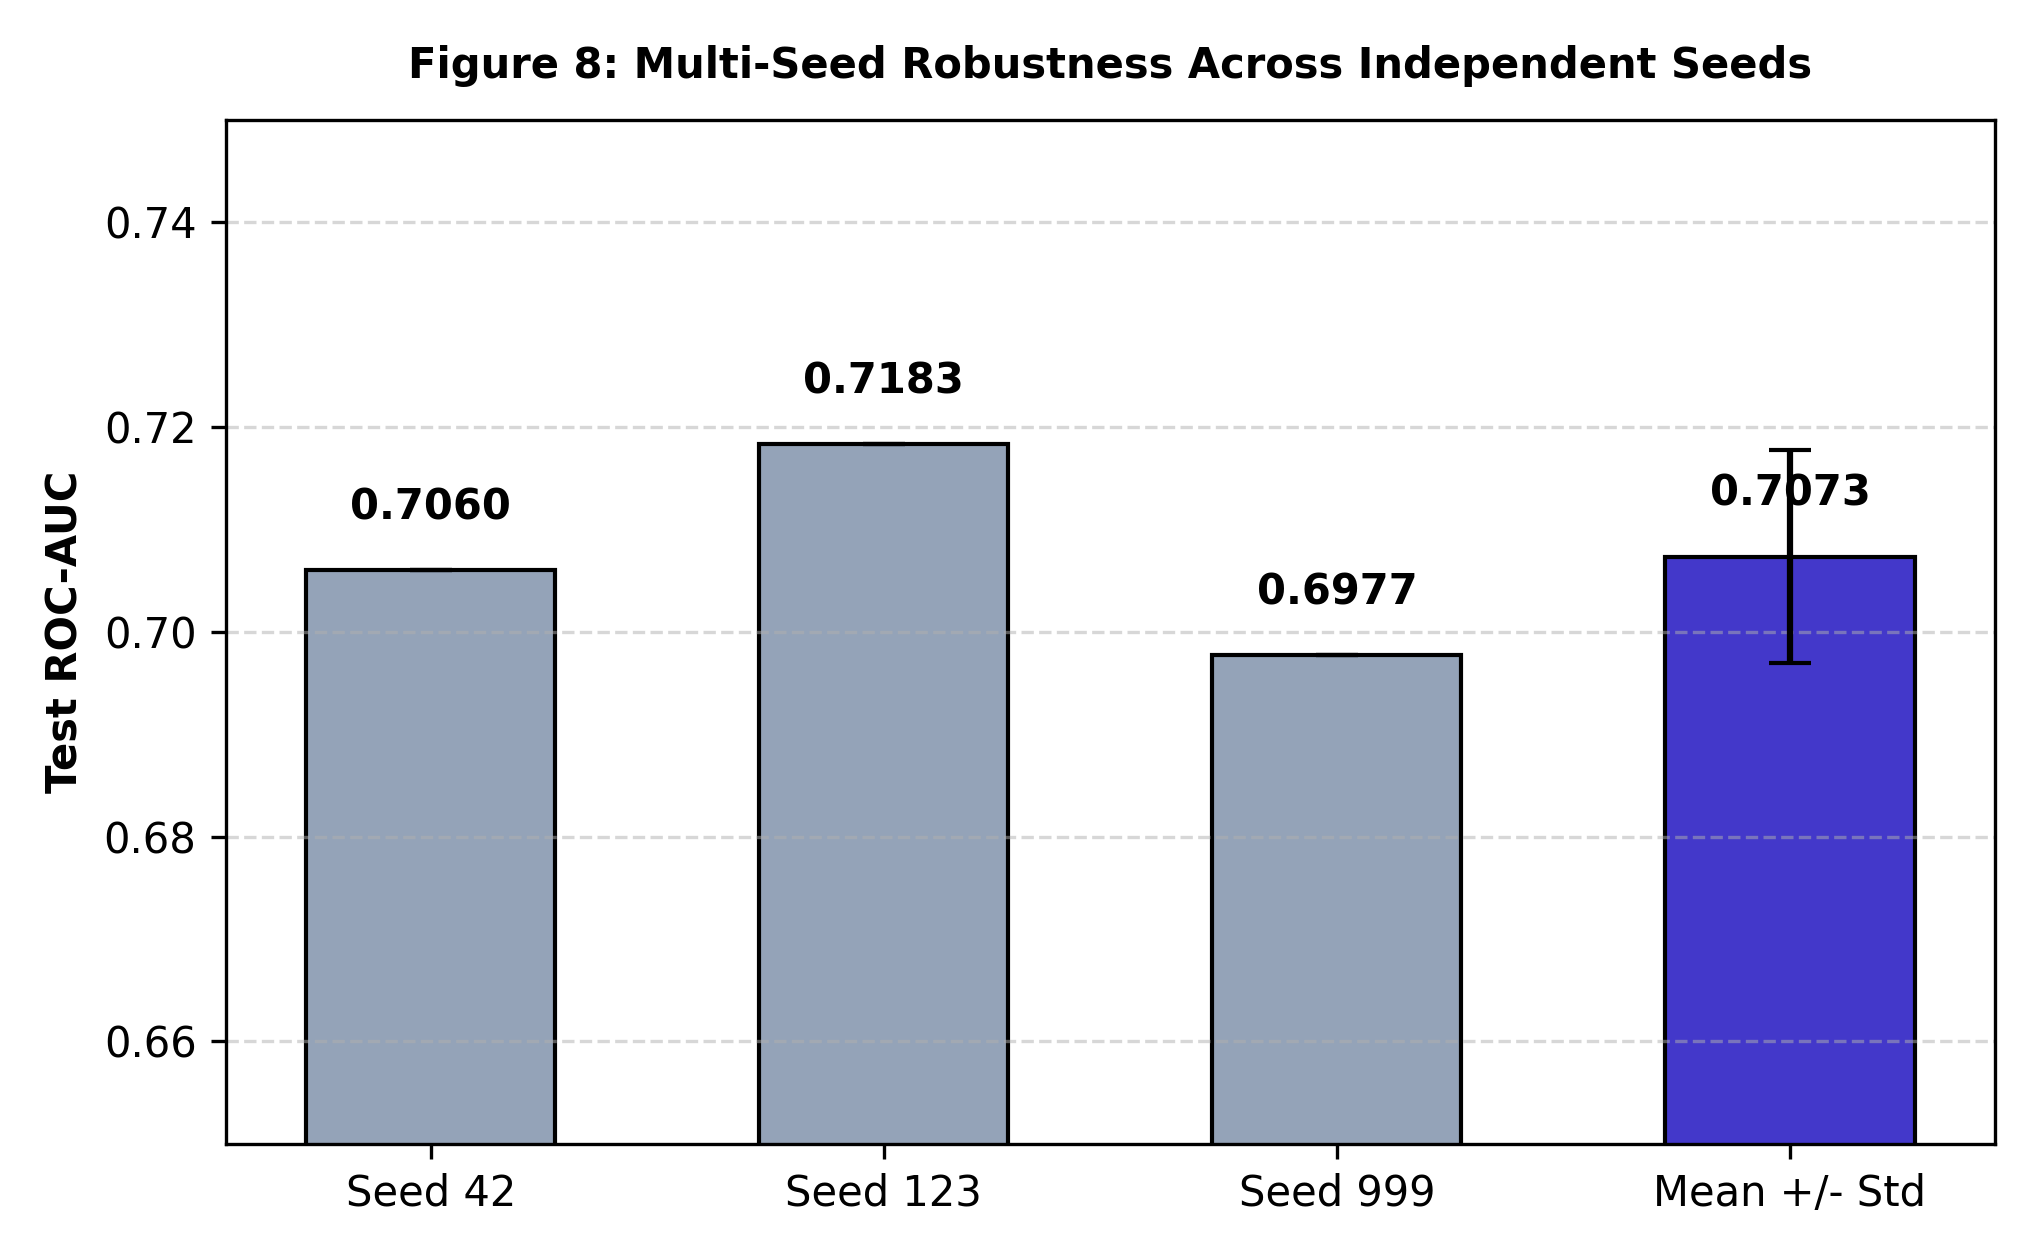 Figure 8: Multi-Seed Robustness Across Independent Seeds
Test ROC-AUC
0.74
0.72
0.70
0.68
0.66
0.7060
0.7183
0.6977
0.7073
Seed 42
Seed 123
Seed 999
Mean +/- Std